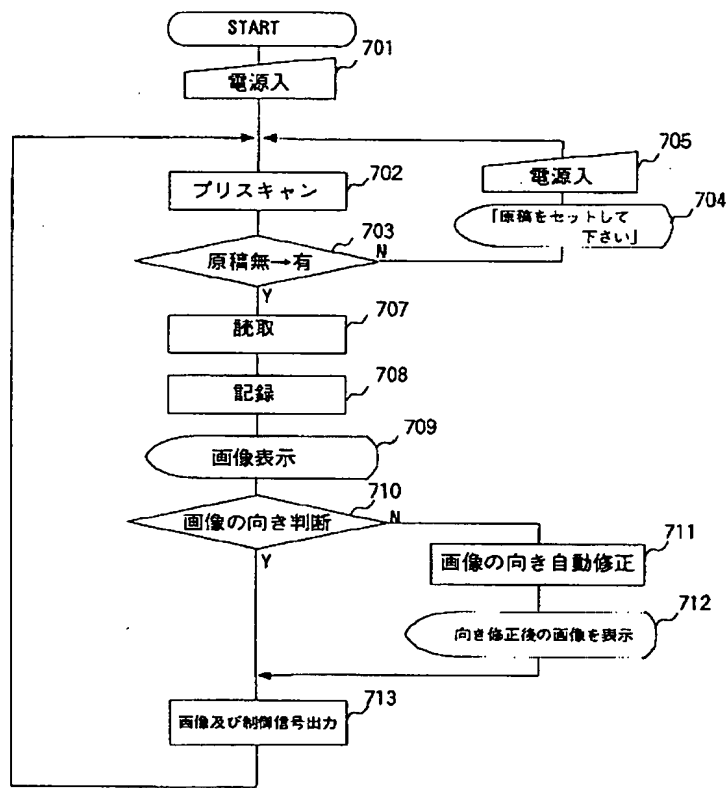 START
701
電源入
705
電源入
702
プリスキャン
704
「原稿をセットして
下さい」
703
原稿無→有
N
Y
707
読取
708
記録
709
画像表示
710
画像の向き判断
N
Y
711
画像の向き自動修正
712
向き修正後の画像を表示
713
画像及び制御信号出力